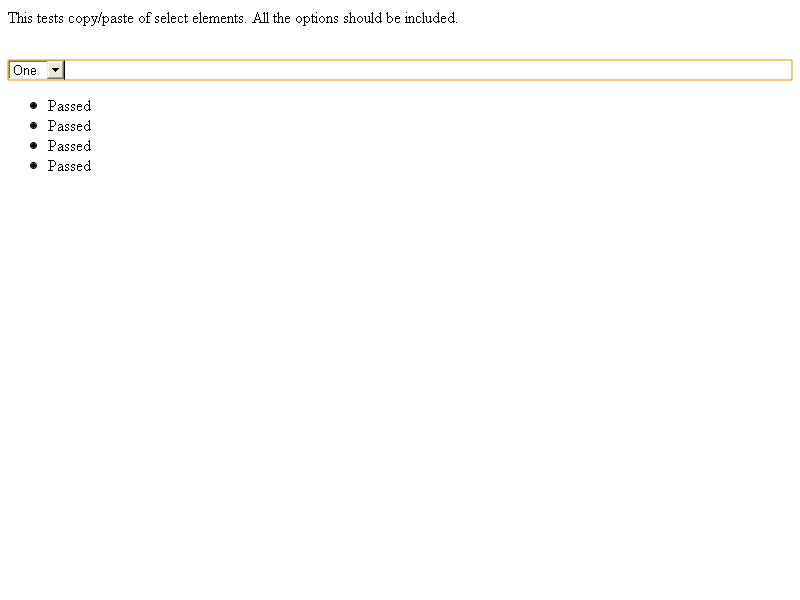 This tests copy/paste of select elements. All the options should be included.
One
Passed
Passed
Passed
Passed